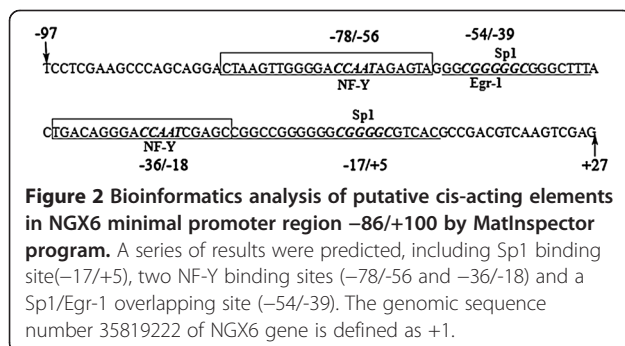 -97 -78/-56 -54/-39
Sp1
TCCTCGAAGCCCAGCAGGACTAAGTTGGGGACCAATAGAGTAGGGCGGGGGCGGGCTTTA
NF-Y Egr-1
Sp1
CTGACAGGGACCAATCGAGCCGGCCGGGGGGCGGGGCGTCACGCCGACGTCAAGTCGAG
NF-Y
-36/-18 -17/+5 +27
Figure 2 Bioinformatics analysis of putative cis-acting elements
in NGX6 minimal promoter region −86/+100 by MatInspector
program. A series of results were predicted, including Sp1 binding
site(−17/+5), two NF-Y binding sites (−78/-56 and −36/-18) and a
Sp1/Egr-1 overlapping site (−54/-39). The genomic sequence
number 35819222 of NGX6 gene is defined as +1.